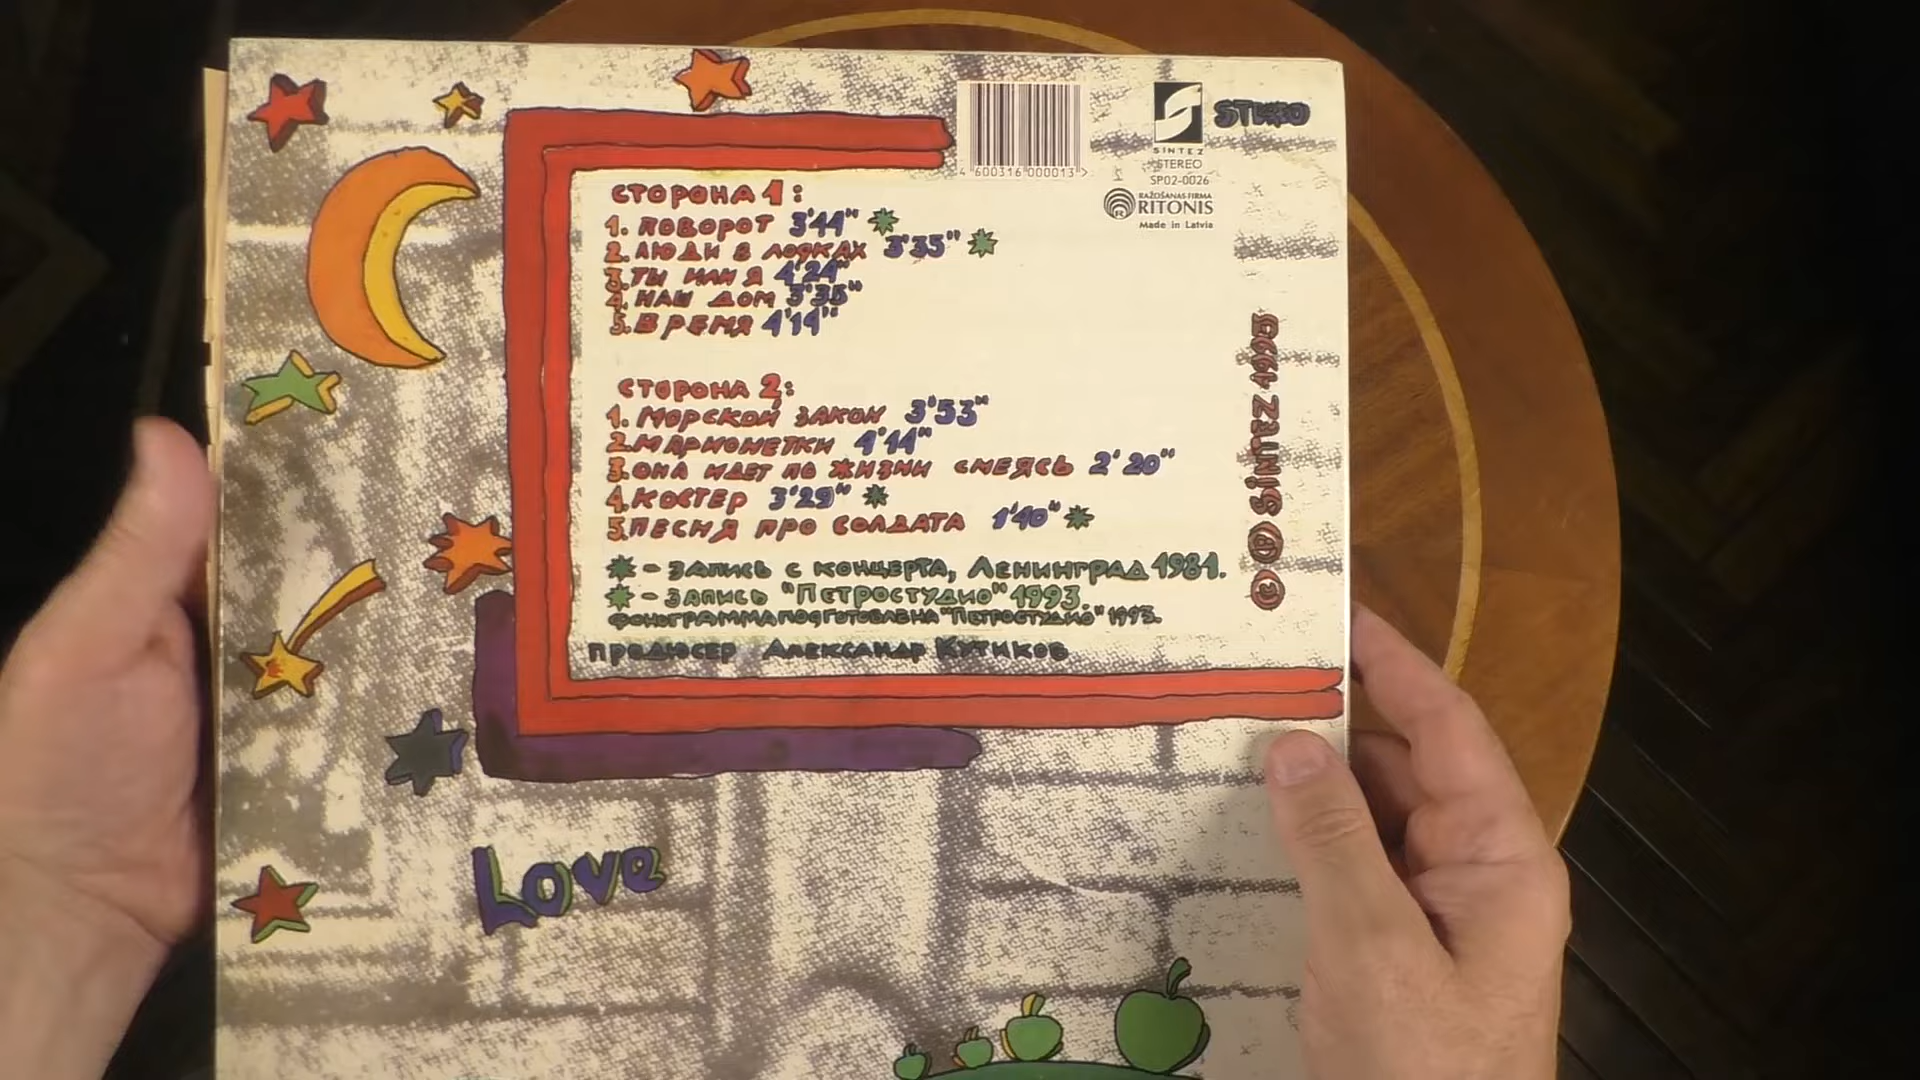 4 600316 000013 >
SINTEZ
STEREO
SP02-0026
STEREO
RAŽOŠANAS FIRMA
RITONIS
Made in Latvia
СТОРОНА 1:
1. ПОВОРОТ 3'44"
2. ЛЮДИ В ЛОДКАХ 3'35"
3. ТЫ ИЛИ Я 4'24"
4. НАШ ДОМ 3'35"
5. ВРЕМЯ 4'14"
СТОРОНА 2:
1. МОРСКОЙ ЗАКОН 3'53"
2. МАРИОНЕТКИ 4'14"
3. ОНА ИДЕТ ПО ЖИЗНИ СМЕЯСЬ 2'20"
4. КОСТЕР 3'29"
5. ПЕСНЯ ПРО СОЛДАТА 1'40"
- ЗАПИСЬ С КОНЦЕРТА, ЛЕНИНГРАД 1981.
- ЗАПИСЬ "ПЕТРОСТУДИО" 1993.
ФОНОГРАММА ПОДГОТОВЛЕНА "ПЕТРОСТУДИО" 1993.
ПРОДЮСЕР АЛЕКСАНДР КУТИКОВ
© ℗ SINTEZ 1993
Love